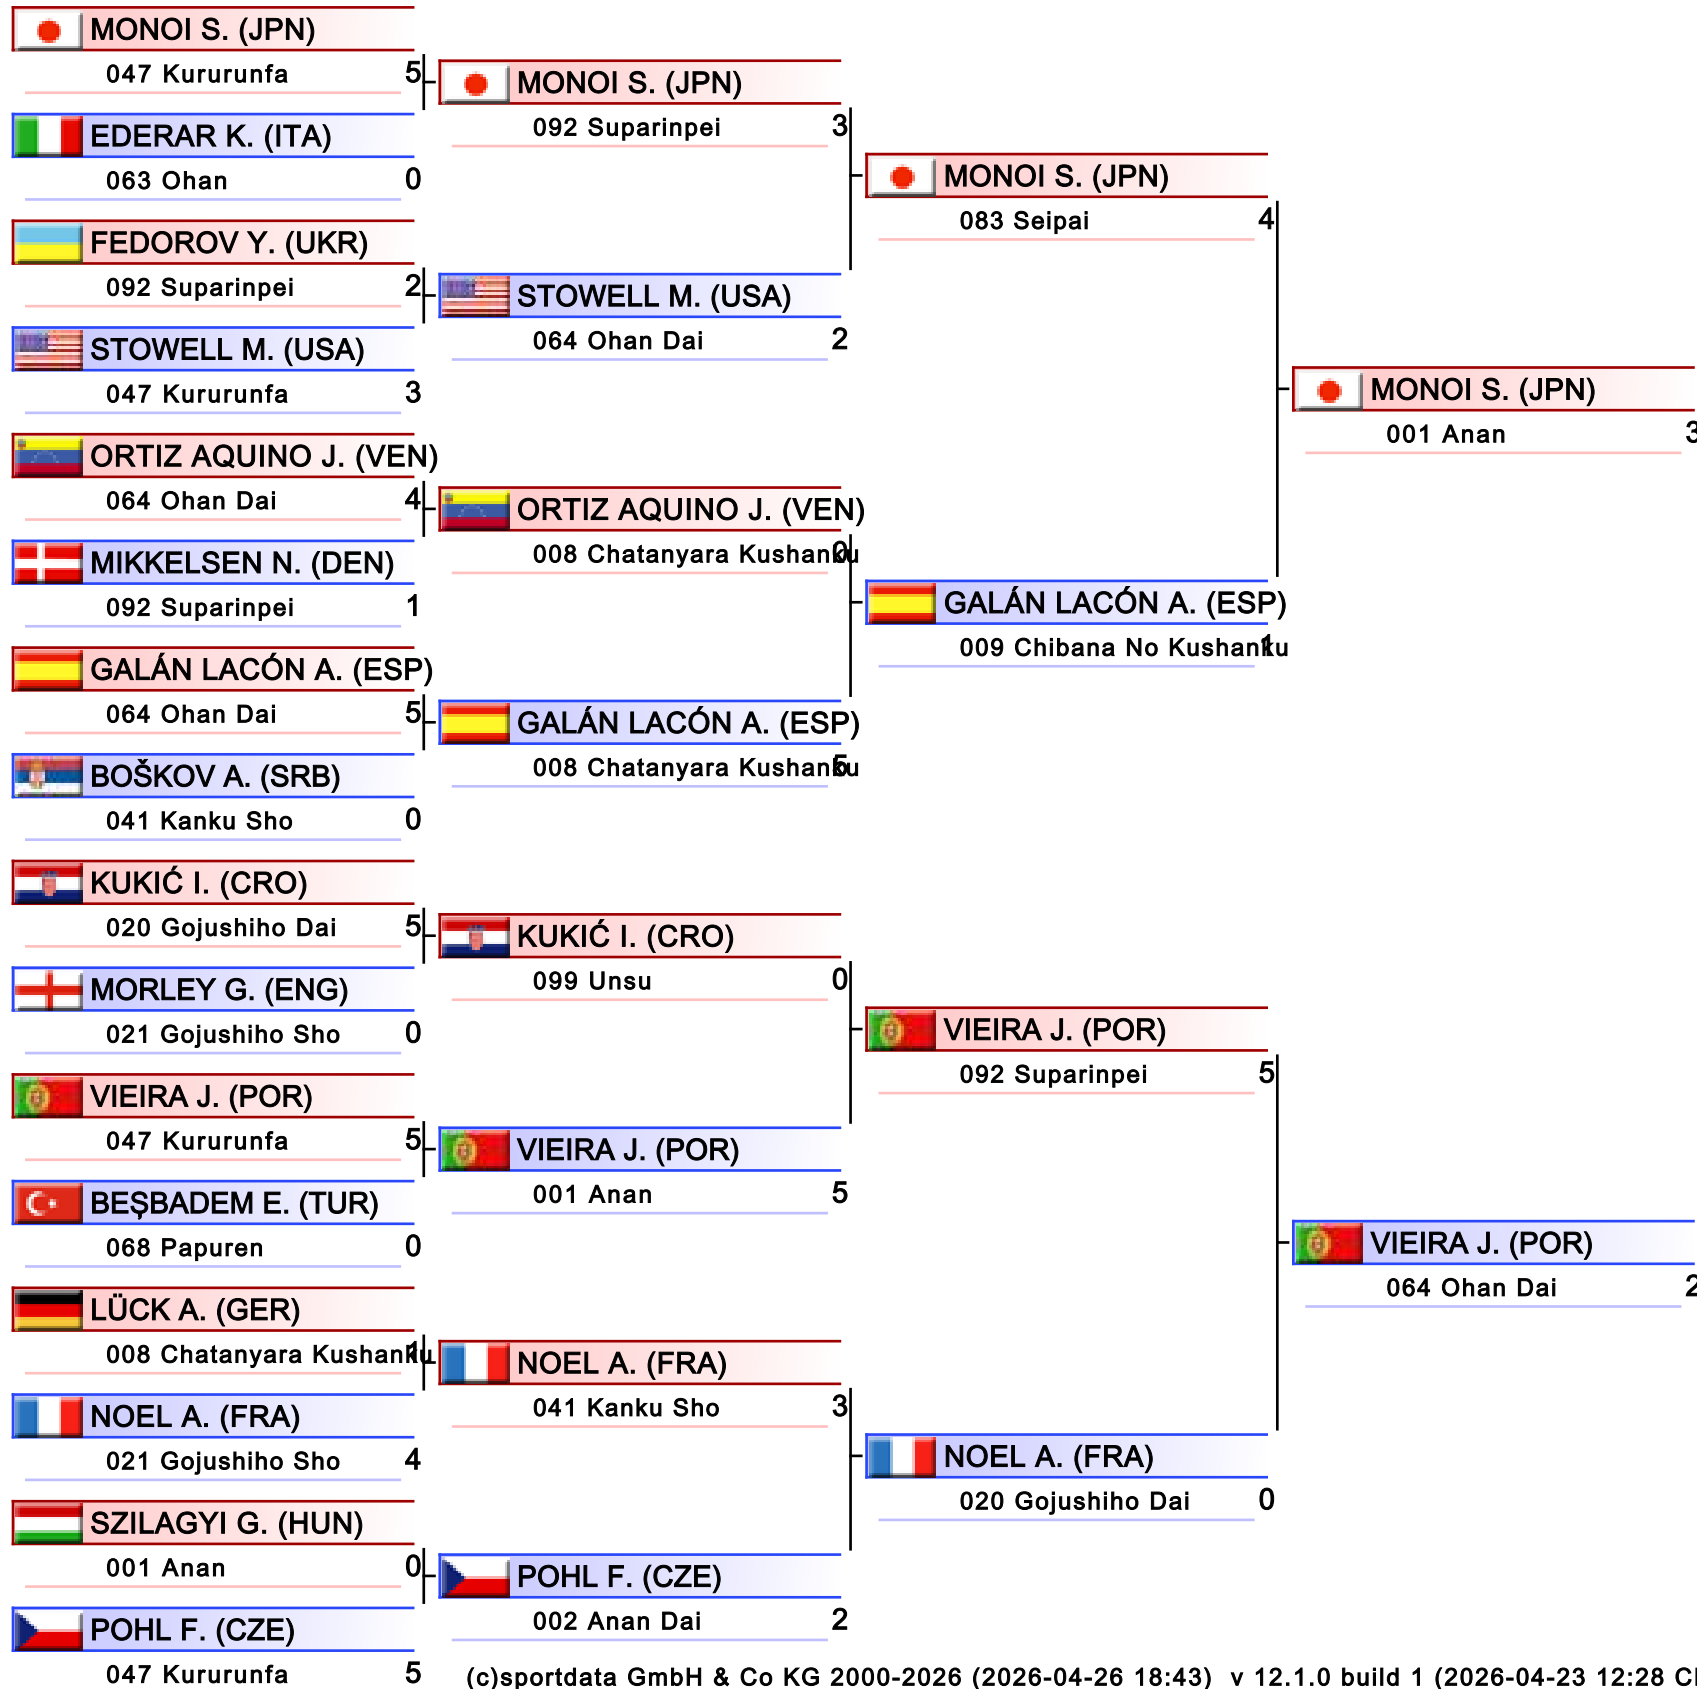 MONOI S. (JPN)
047 Kururunfa 5
EDERAR K. (ITA)
063 Ohan 0
FEDOROV Y. (UKR)
092 Suparinpei 2
STOWELL M. (USA)
047 Kururunfa 3
ORTIZ AQUINO J. (VEN)
064 Ohan Dai 4
MIKKELSEN N. (DEN)
092 Suparinpei 1
GALÁN LACÓN A. (ESP)
064 Ohan Dai 5
BOŠKOV A. (SRB)
041 Kanku Sho 0
KUKIĆ I. (CRO)
020 Gojushiho Dai 5
MORLEY G. (ENG)
021 Gojushiho Sho 0
VIEIRA J. (POR)
047 Kururunfa 5
BEŞBADEM E. (TUR)
068 Papuren 0
LÜCK A. (GER)
008 Chatanyara Kushanku 1
NOEL A. (FRA)
021 Gojushiho Sho 4
SZILAGYI G. (HUN)
001 Anan 0
POHL F. (CZE)
047 Kururunfa 5
MONOI S. (JPN)
092 Suparinpei 3
STOWELL M. (USA)
064 Ohan Dai 2
ORTIZ AQUINO J. (VEN)
008 Chatanyara Kushanku 0
GALÁN LACÓN A. (ESP)
008 Chatanyara Kushanku 5
KUKIĆ I. (CRO)
099 Unsu 0
VIEIRA J. (POR)
001 Anan 5
NOEL A. (FRA)
041 Kanku Sho 3
POHL F. (CZE)
002 Anan Dai 2
MONOI S. (JPN)
083 Seipai 4
GALÁN LACÓN A. (ESP)
009 Chibana No Kushanku 1
VIEIRA J. (POR)
092 Suparinpei 5
NOEL A. (FRA)
020 Gojushiho Dai 0
MONOI S. (JPN)
001 Anan 3
VIEIRA J. (POR)
064 Ohan Dai 2
(c)sportdata GmbH & Co KG 2000-2026 (2026-04-26 18:43) v 12.1.0 build 1 (2026-04-23 12:28